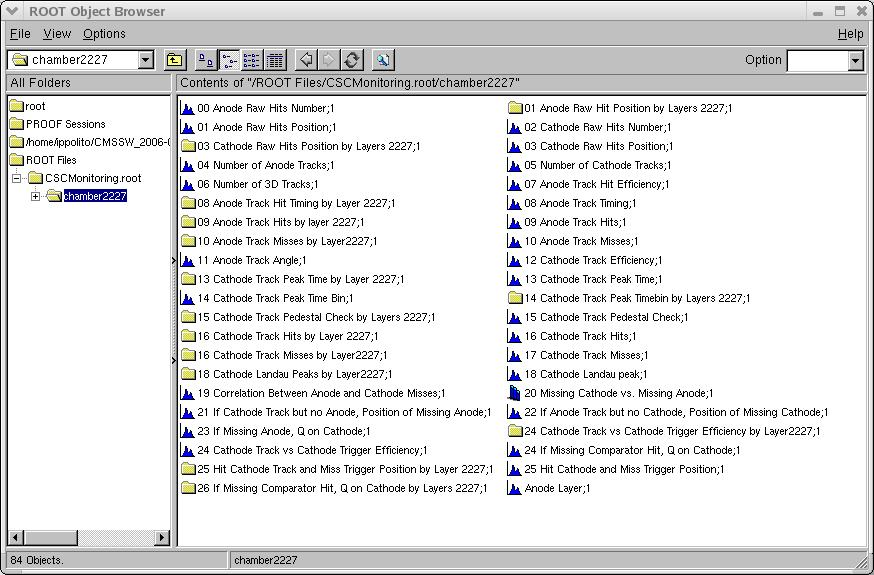 ROOT Object Browser
File View Options Help
chamber2227 Option
All Folders Contents of "/ROOT Files/CSCMonitoring.root/chamber2227"
root
PROOF Sessions
/home/ippolito/CMSSW_2006-0
ROOT Files
CSCMonitoring.root
chamber2227
00 Anode Raw Hits Number;1 01 Anode Raw Hit Position by Layers 2227;1
01 Anode Raw Hits Position;1 02 Cathode Raw Hits Number;1
03 Cathode Raw Hits Position by Layers 2227;1 03 Cathode Raw Hits Position;1
04 Number of Anode Tracks;1 05 Number of Cathode Tracks;1
06 Number of 3D Tracks;1 07 Anode Track Hit Efficiency;1
08 Anode Track Hit Timing by Layer 2227;1 08 Anode Track Timing;1
09 Anode Track Hits by layer 2227;1 09 Anode Track Hits;1
10 Anode Track Misses by Layer2227;1 10 Anode Track Misses;1
11 Anode Track Angle;1 12 Cathode Track Efficiency;1
13 Cathode Track Peak Time by Layer 2227;1 13 Cathode Track Peak Time;1
14 Cathode Track Peak Time Bin;1 14 Cathode Track Peak Timebin by Layers 2227;1
15 Cathode Track Pedestal Check by Layers 2227;1 15 Cathode Track Pedestal Check;1
16 Cathode Track Hits by Layer 2227;1 16 Cathode Track Hits;1
16 Cathode Track Misses by Layer2227;1 17 Cathode Track Misses;1
18 Cathode Landau Peaks by Layer2227;1 18 Cathode Landau peak;1
19 Correlation Between Anode and Cathode Misses;1 20 Missing Cathode vs. Missing Anode;1
21 If Cathode Track but no Anode, Position of Missing Anode;1 22 If Anode Track but no Cathode, Position of Missing Cathode;1
23 If Missing Anode, Q on Cathode;1 24 Cathode Track vs Cathode Trigger Efficiency by Layer2227;1
24 Cathode Track vs Cathode Trigger Efficiency;1 24 If Missing Comparator Hit, Q on Cathode;1
25 Hit Cathode Track and Miss Trigger Position by Layer 2227;1 25 Hit Cathode and Miss Trigger Position;1
26 If Missing Comparator Hit, Q on Cathode by Layers 2227;1 Anode Layer;1
84 Objects. chamber2227